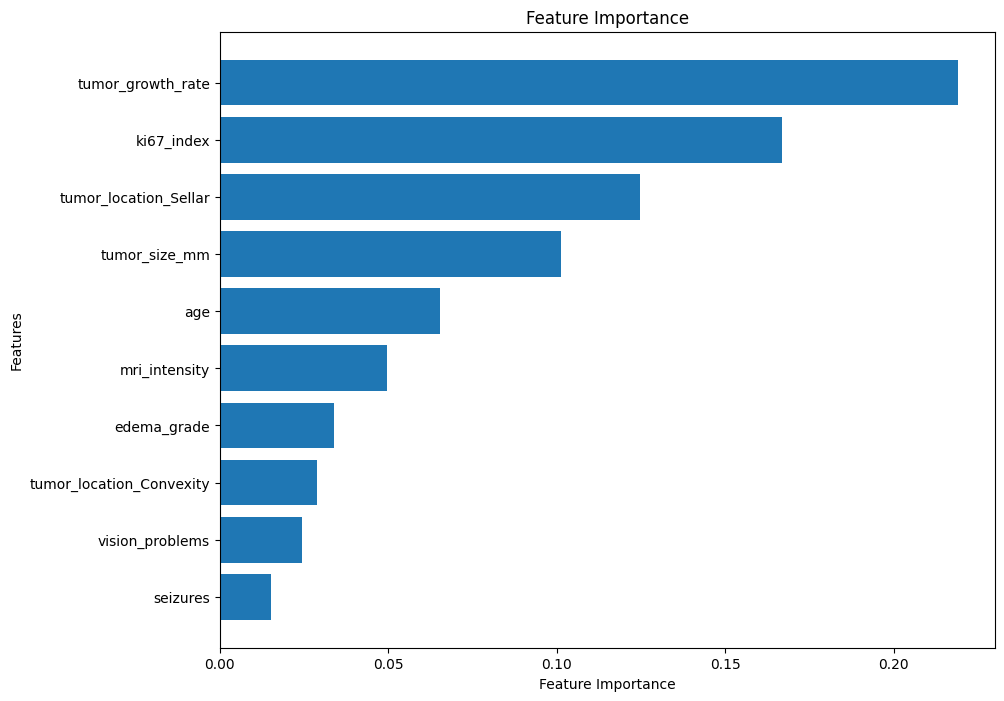 Feature Importance
Features
tumor_growth_rate
ki67_index
tumor_location_Sellar
tumor_size_mm
age
mri_intensity
edema_grade
tumor_location_Convexity
vision_problems
seizures
0.00 0.05 0.10 0.15 0.20
Feature Importance